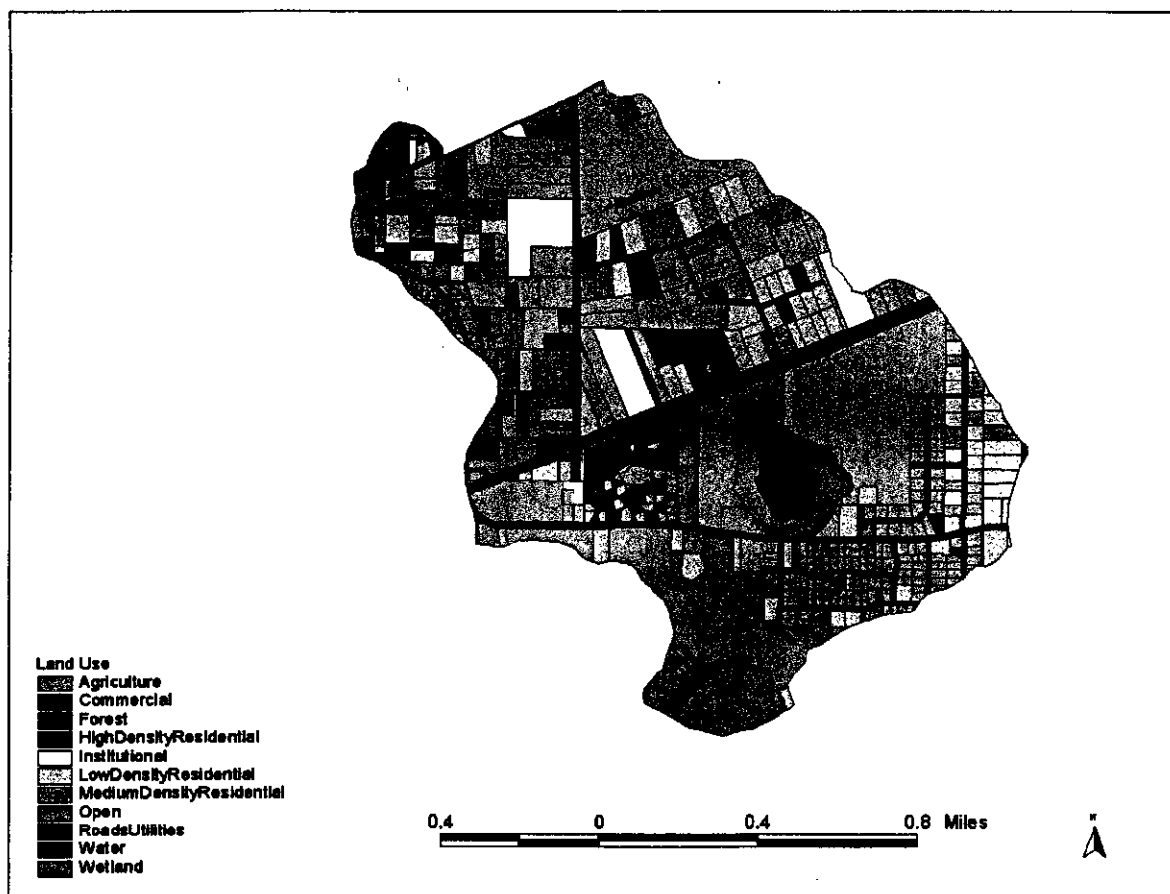 Land Use
Agriculture
Commercial
Forest
HighDensityResidential
Institutional
LowDensityResidential
MediumDensityResidential
Open
RoadsUtilities
Water
Wetland
0.4 0 0.4 0.8 Miles
N